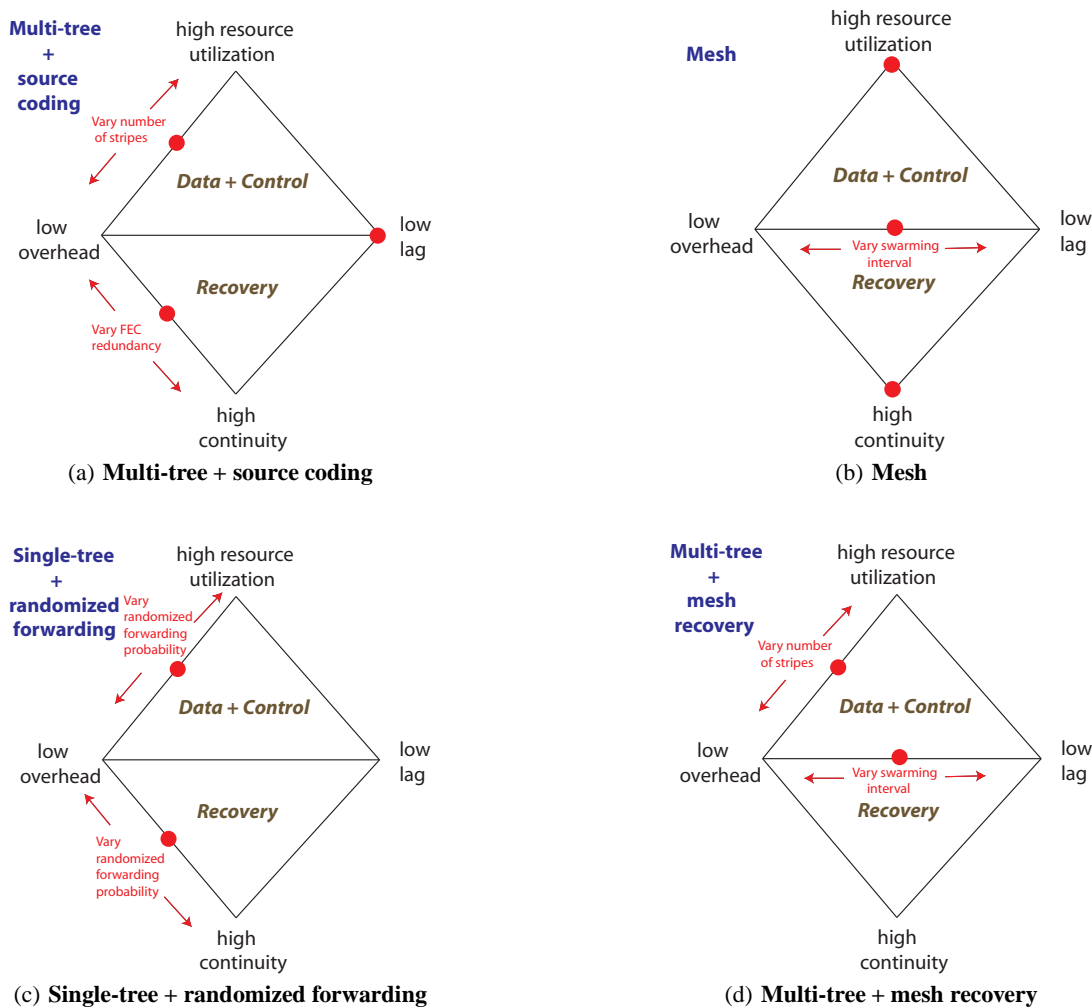 Multi-tree
+
source
coding
high resource
utilization
Vary number
of stripes
Data + Control
low
overhead
low
lag
Recovery
Vary FEC
redundancy
high
continuity
(a) Multi-tree + source coding
Mesh
high resource
utilization
Data + Control
low
overhead
low
lag
Vary swarming
interval
Recovery
high
continuity
(b) Mesh
Single-tree
+
randomized
forwarding
high resource
utilization
Vary
randomized
forwarding
probability
Data + Control
low
overhead
low
lag
Recovery
Vary
randomized
forwarding
probability
high
continuity
(c) Single-tree + randomized forwarding
Multi-tree
+
mesh
recovery
high resource
utilization
Vary number
of stripes
Data + Control
low
overhead
low
lag
Vary swarming
interval
Recovery
high
continuity
(d) Multi-tree + mesh recovery